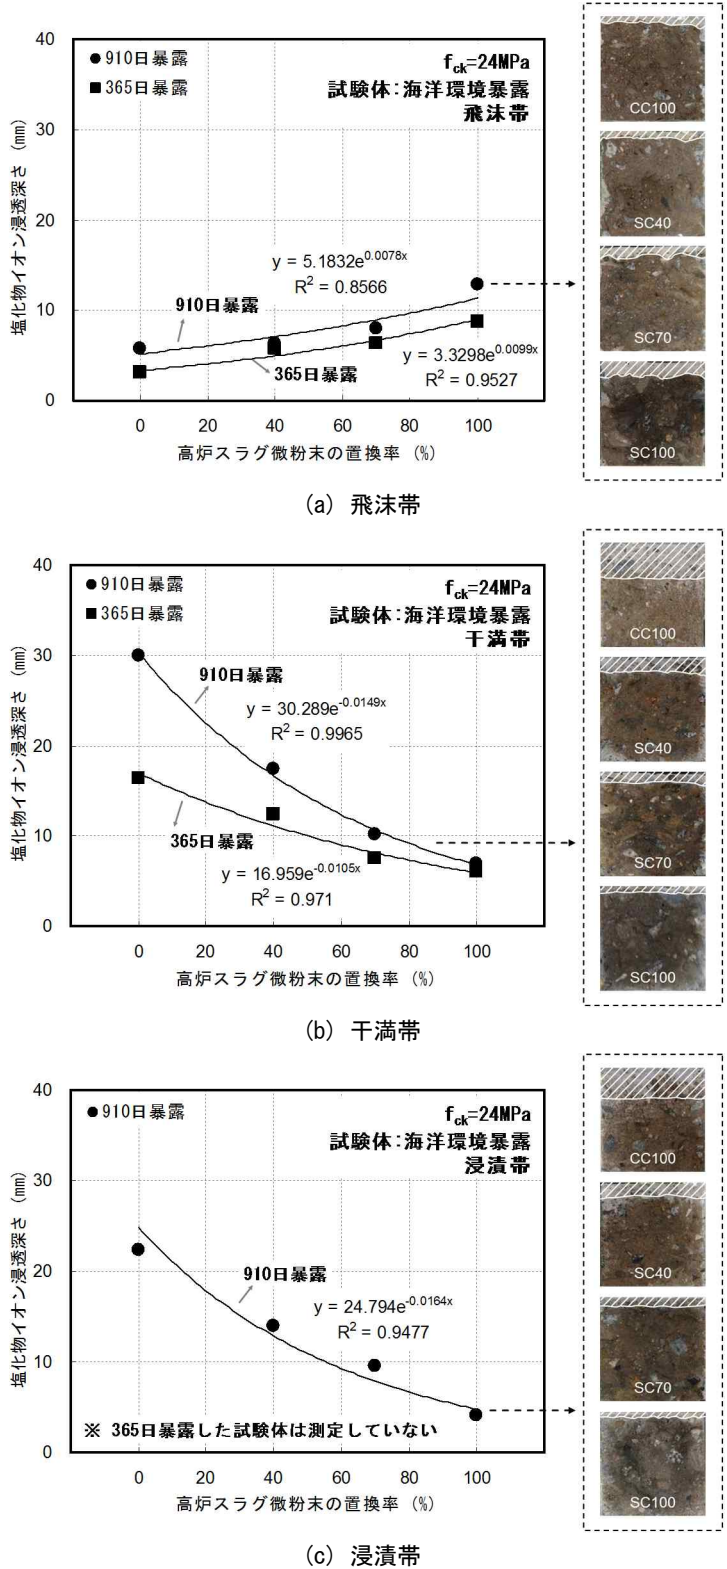 40
30
20
10
0
塩化物イオン浸透深さ (mm)
910日暴露
365日暴露
fck=24MPa
試験体：海洋環境暴露
飛沫帯
y = 5.1832e0.0078x
R2 = 0.8566
910日暴露
365日暴露
y = 3.3298e0.0099x
R2 = 0.9527
0 20 40 60 80 100
高炉スラグ微粉末の置換率 (%)
CC100
SC40
SC70
SC100
(a) 飛沫帯
40
30
20
10
0
塩化物イオン浸透深さ (mm)
910日暴露
365日暴露
fck=24MPa
試験体：海洋環境暴露
干満帯
910日暴露
y = 30.289e-0.0149x
R2 = 0.9965
365日暴露
y = 16.959e-0.0105x
R2 = 0.971
0 20 40 60 80 100
高炉スラグ微粉末の置換率 (%)
CC100
SC40
SC70
SC100
(b) 干満帯
40
30
20
10
0
塩化物イオン浸透深さ (mm)
910日暴露
fck=24MPa
試験体：海洋環境暴露
浸漬帯
910日暴露
y = 24.794e-0.0164x
R2 = 0.9477
※ 365日暴露した試験体は測定していない
0 20 40 60 80 100
高炉スラグ微粉末の置換率 (%)
CC100
SC40
SC70
SC100
(c) 浸漬帯